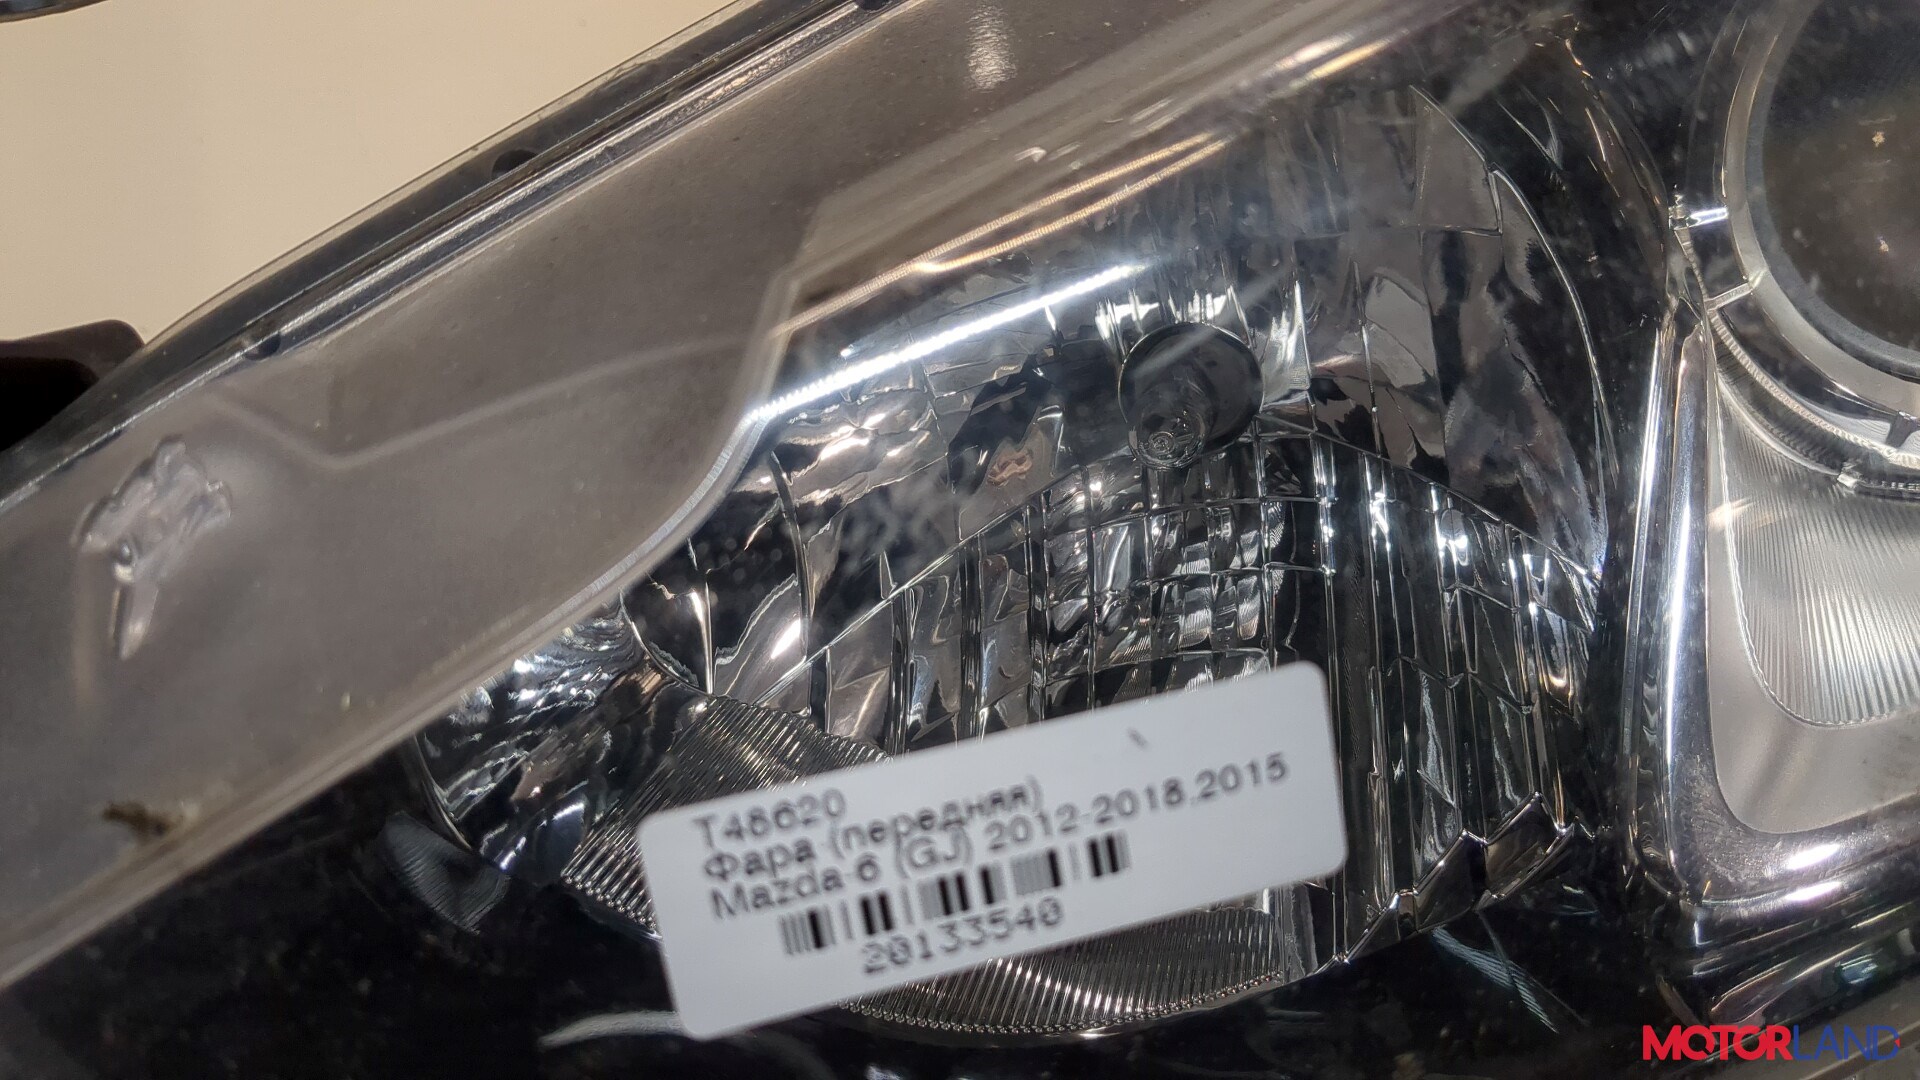 T48620
Фара (передняя)
Mazda 6 (GJ) 2012-2018,2015
20133540
MOTORLAND